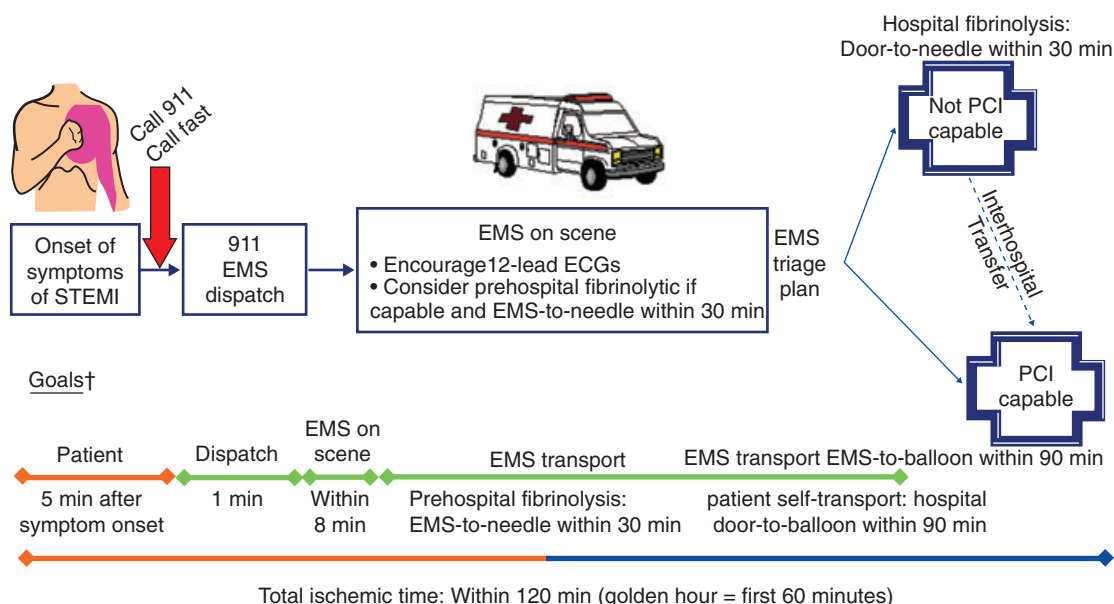 Hospital fibrinolysis:
Door-to-needle within 30 min
Call 911
Call fast
Not PCI
capable
Onset of
symptoms
of STEMI
911
EMS
dispatch
EMS on scene
• Encourage12-lead ECGs
• Consider prehospital fibrinolytic if
capable and EMS-to-needle within 30 min
EMS
triage
plan
Interhospital
Transfer
PCI
capable
Goals†
Patient
Dispatch
EMS on
scene
EMS transport
EMS transport EMS-to-balloon within 90 min
5 min after
symptom onset
1 min
Within
8 min
Prehospital fibrinolysis:
EMS-to-needle within 30 min
patient self-transport: hospital
door-to-balloon within 90 min
Total ischemic time: Within 120 min (golden hour = first 60 minutes)